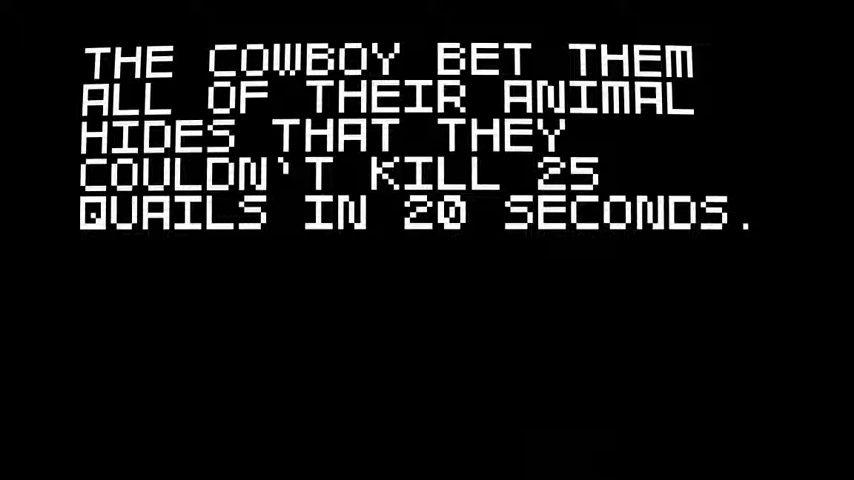 THE COWBOY BET THEM
ALL OF THEIR ANIMAL
HIDES THAT THEY
COULDN'T KILL 25
QUAILS IN 20 SECONDS.